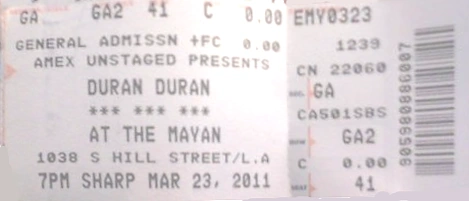 GA GA2 41 C 0.00 EMY0323
GENERAL ADMISSN +FC 0.00
AMEX UNSTAGED PRESENTS
DURAN DURAN
*** *** ***
AT THE MAYAN
1038 S HILL STREET/L.A
7PM SHARP MAR 23, 2011
1239
CN 22060
GA
CA501SBS
GA2
C 0.00
41
805900886007